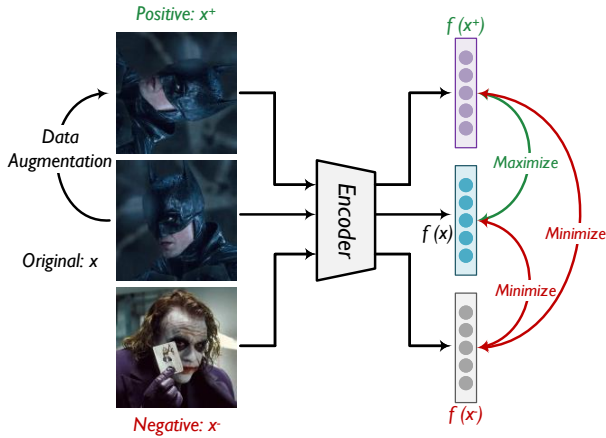 Positive: x⁺
f (x⁺)
Data
Augmentation
Encoder
Maximize
f (x)
Original: x
Minimize
Minimize
Negative: x⁻
f (x⁻)